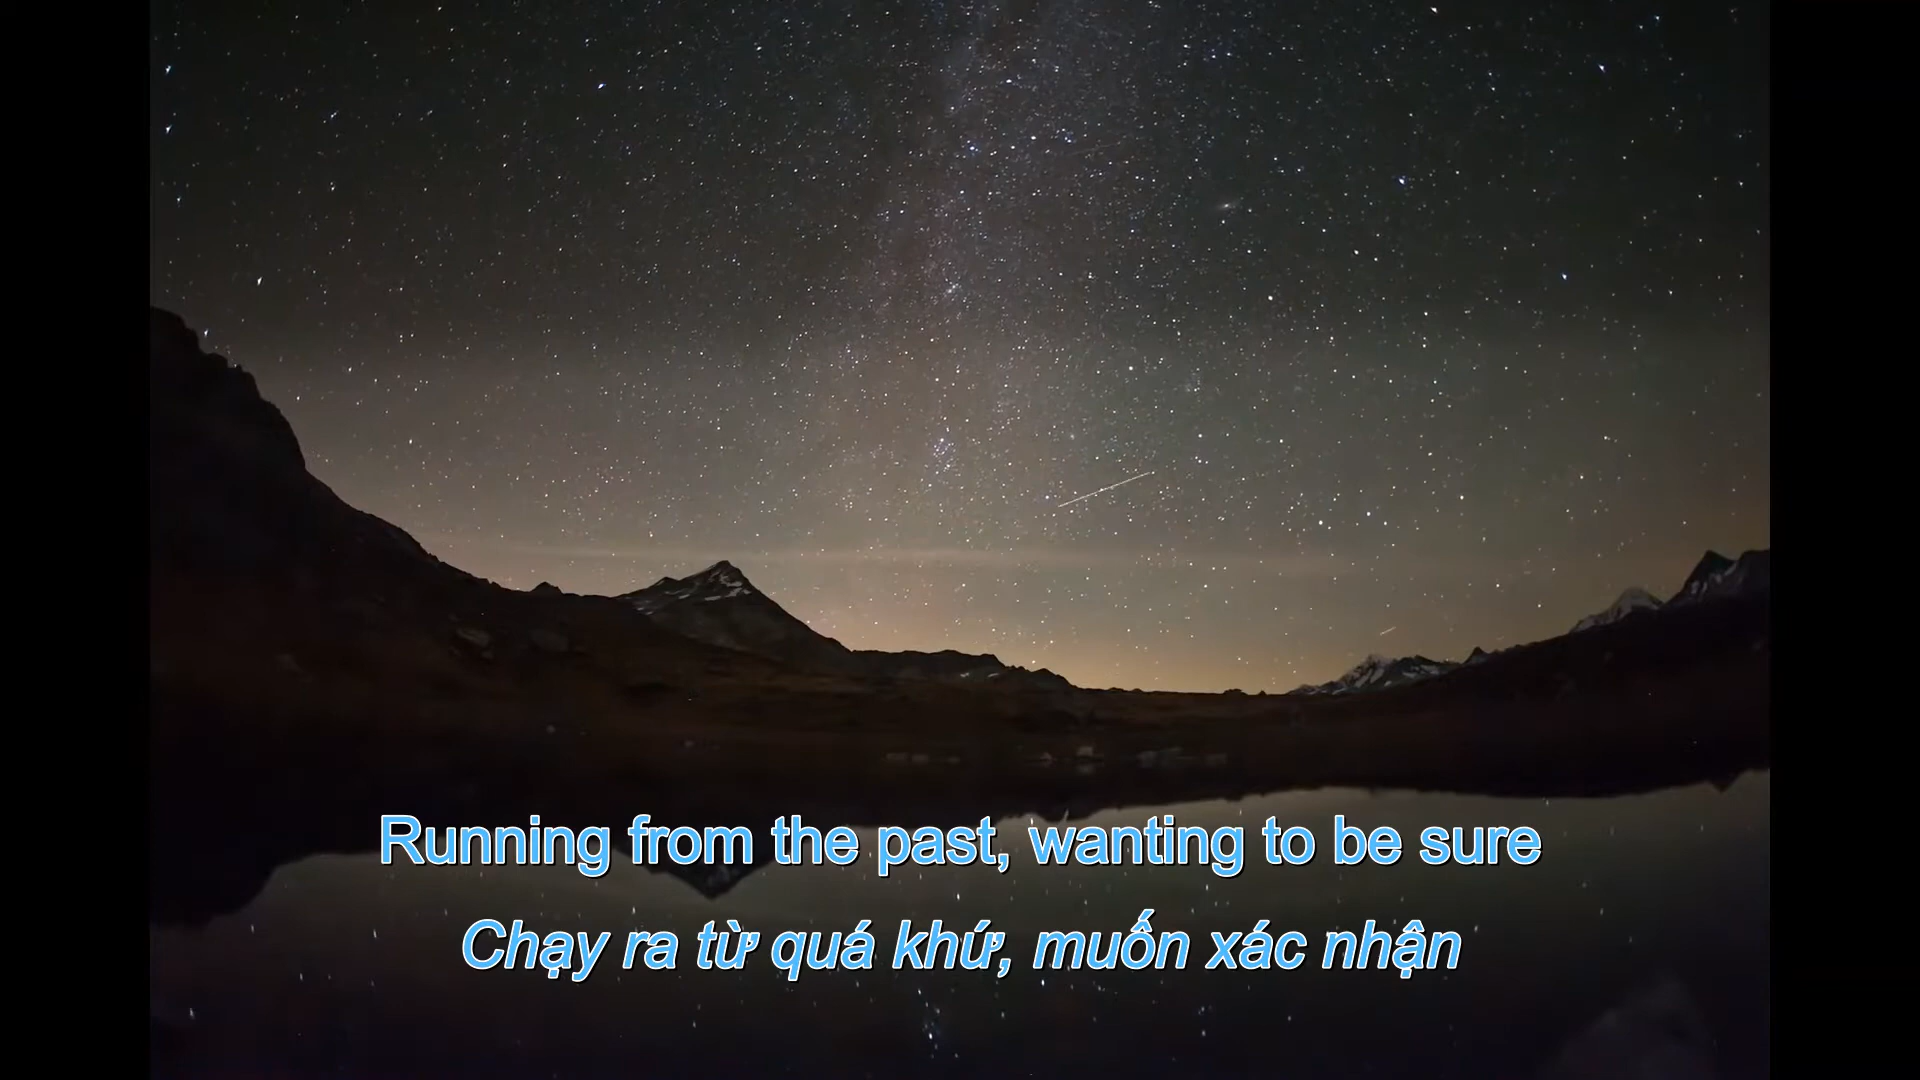 Running from the past, wanting to be sure
Chạy ra từ quá khứ, muốn xác nhận